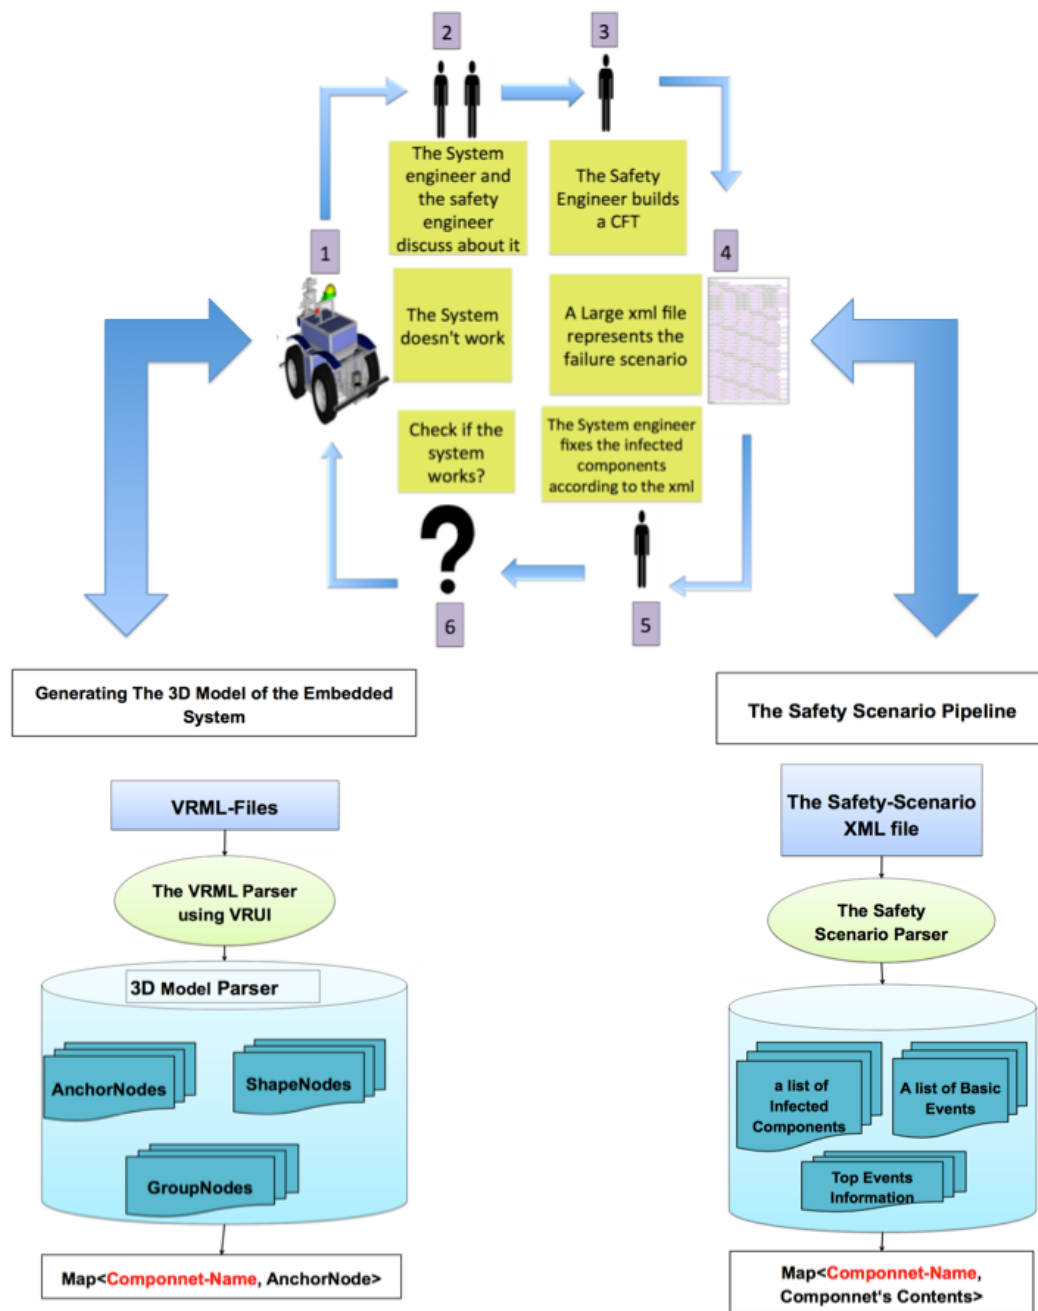 2
3
The System
engineer and
the safety
engineer
discuss about it
The Safety
Engineer builds
a CFT
1
4
The System
doesn't work
A Large xml file
represents the
failure scenario
Check if the
system
works?
The System engineer
fixes the infected
components
according to the xml
?
6
5
Generating The 3D Model of the Embedded
System
The Safety Scenario Pipeline
VRML-Files
The VRML Parser
using VRUI
3D Model Parser
AnchorNodes
ShapeNodes
GroupNodes
Map<Componnet-Name, AnchorNode>
The Safety-Scenario
XML file
The Safety
Scenario Parser
a list of
Infected
Components
A list of Basic
Events
Top Events
Information
Map<Componnet-Name,
Componnet's Contents>